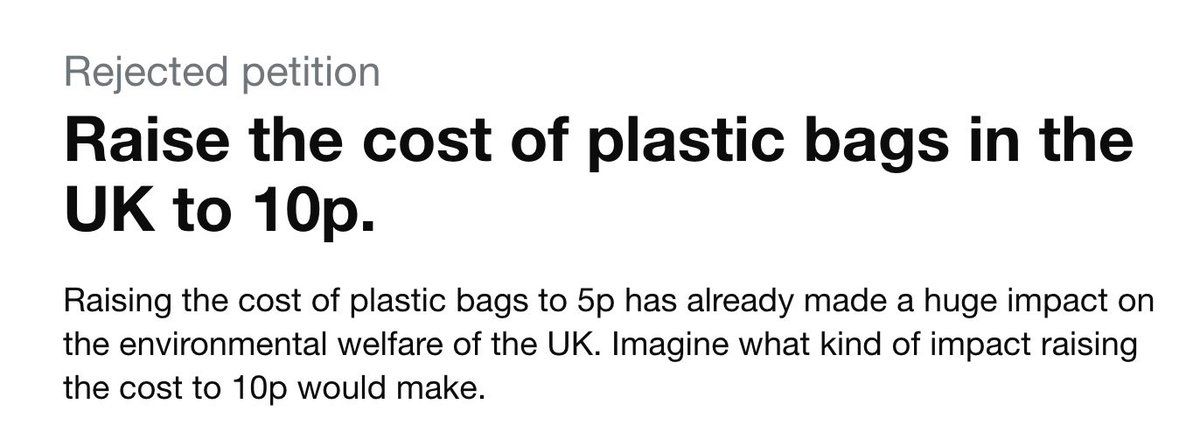 Rejected petition
Raise the cost of plastic bags in the
UK to 10p.
Raising the cost of plastic bags to 5p has already made a huge impact on
the environmental welfare of the UK. Imagine what kind of impact raising
the cost to 10p would make.